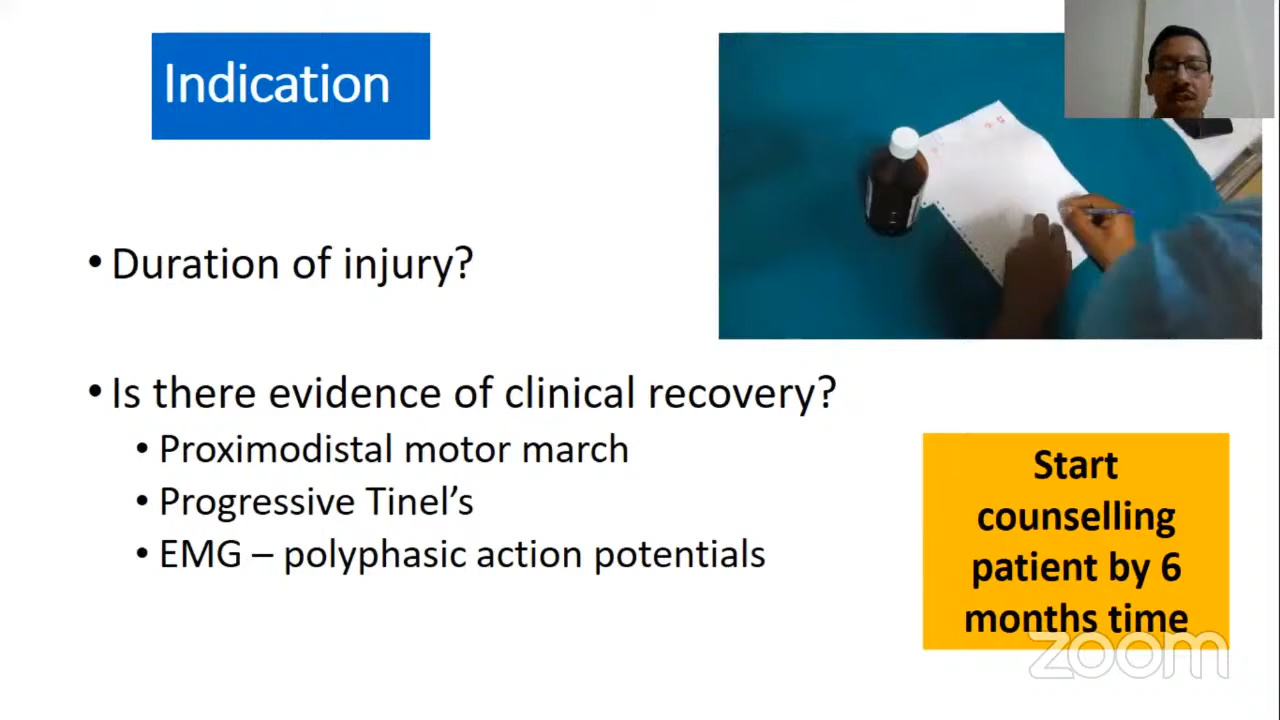 Indication
• Duration of injury?
• Is there evidence of clinical recovery?
• Proximodistal motor march
• Progressive Tinel’s
• EMG – polyphasic action potentials
Start
counselling
patient by 6
months time
zoom